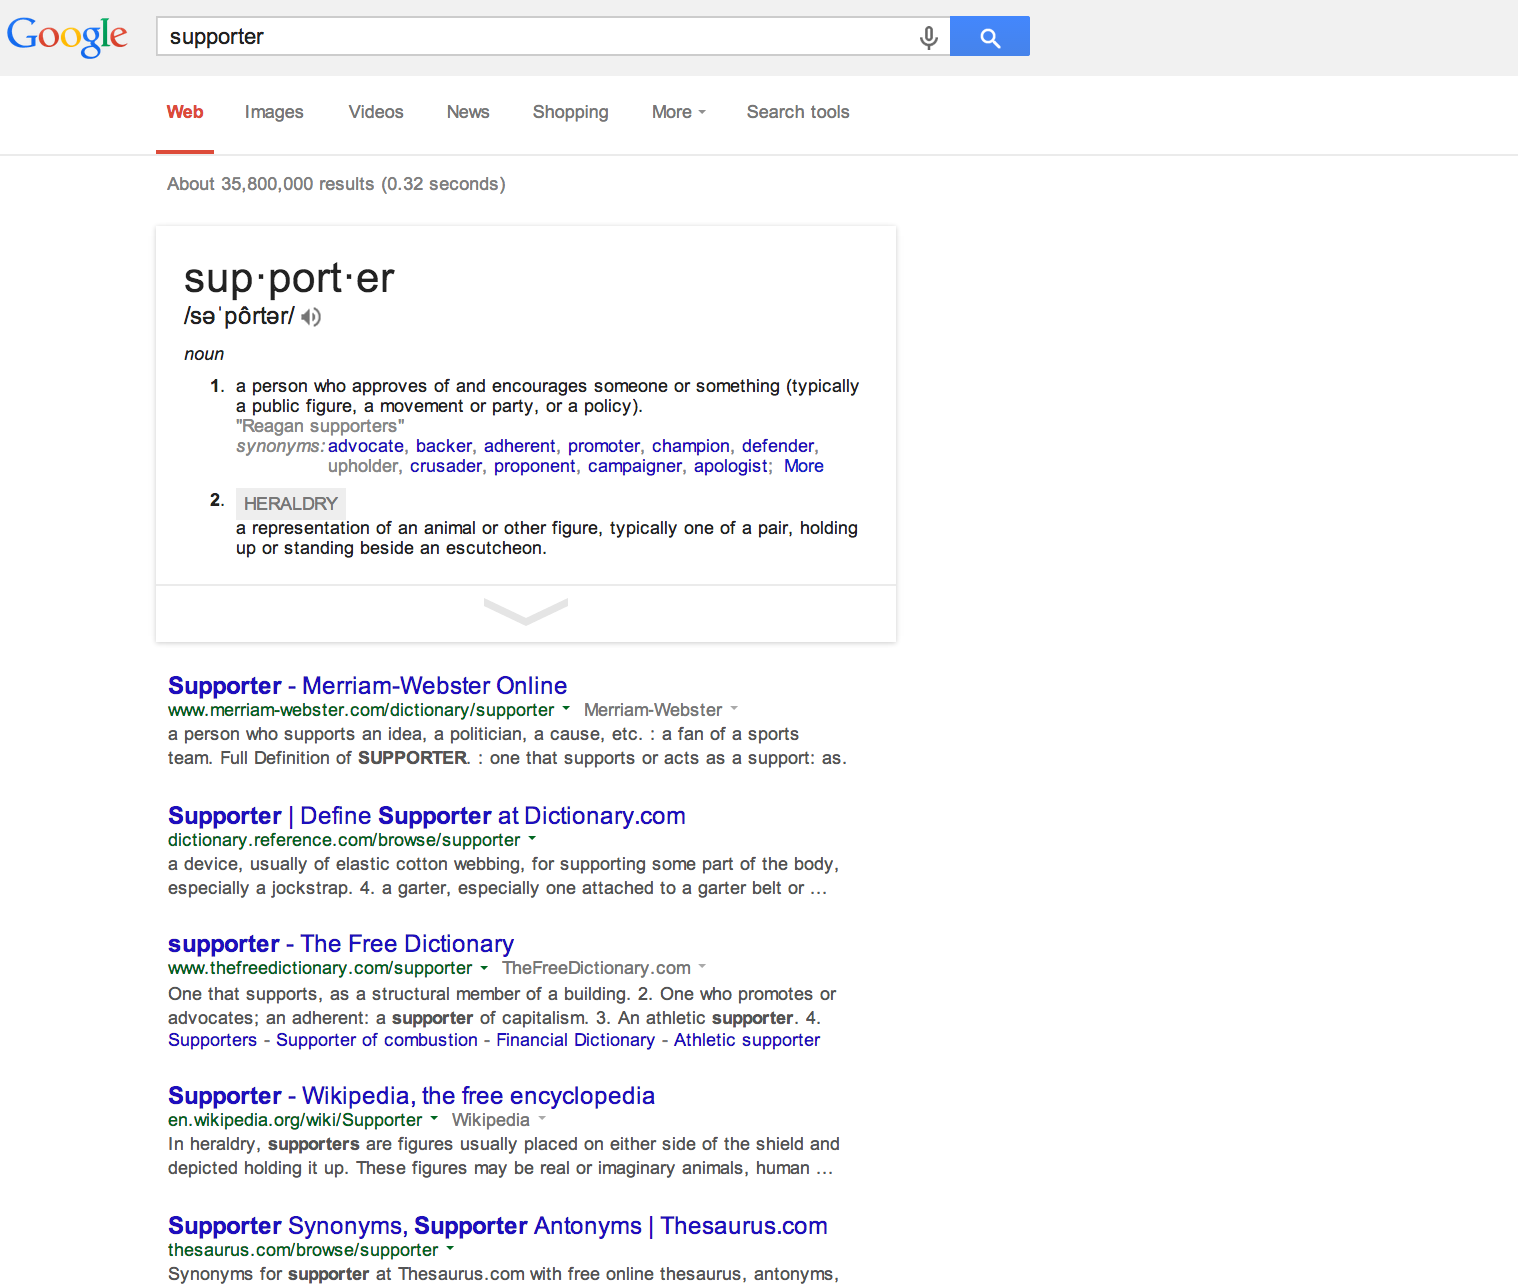 Google
supporter
Web Images Videos News Shopping More Search tools
About 35,800,000 results (0.32 seconds)
sup·port·er
/səˈpôrtər/
noun
1. a person who approves of and encourages someone or something (typically
a public figure, a movement or party, or a policy).
"Reagan supporters"
synonyms: advocate, backer, adherent, promoter, champion, defender,
upholder, crusader, proponent, campaigner, apologist; More
2. HERALDRY
a representation of an animal or other figure, typically one of a pair, holding
up or standing beside an escutcheon.
Supporter - Merriam-Webster Online
www.merriam-webster.com/dictionary/supporter Merriam-Webster
a person who supports an idea, a politician, a cause, etc. : a fan of a sports
team. Full Definition of SUPPORTER. : one that supports or acts as a support: as.
Supporter | Define Supporter at Dictionary.com
dictionary.reference.com/browse/supporter
a device, usually of elastic cotton webbing, for supporting some part of the body,
especially a jockstrap. 4. a garter, especially one attached to a garter belt or ...
supporter - The Free Dictionary
www.thefreedictionary.com/supporter TheFreeDictionary.com
One that supports, as a structural member of a building. 2. One who promotes or
advocates; an adherent: a supporter of capitalism. 3. An athletic supporter. 4.
Supporters - Supporter of combustion - Financial Dictionary - Athletic supporter
Supporter - Wikipedia, the free encyclopedia
en.wikipedia.org/wiki/Supporter Wikipedia
In heraldry, supporters are figures usually placed on either side of the shield and
depicted holding it up. These figures may be real or imaginary animals, human ...
Supporter Synonyms, Supporter Antonyms | Thesaurus.com
thesaurus.com/browse/supporter
Synonyms for supporter at Thesaurus.com with free online thesaurus, antonyms,